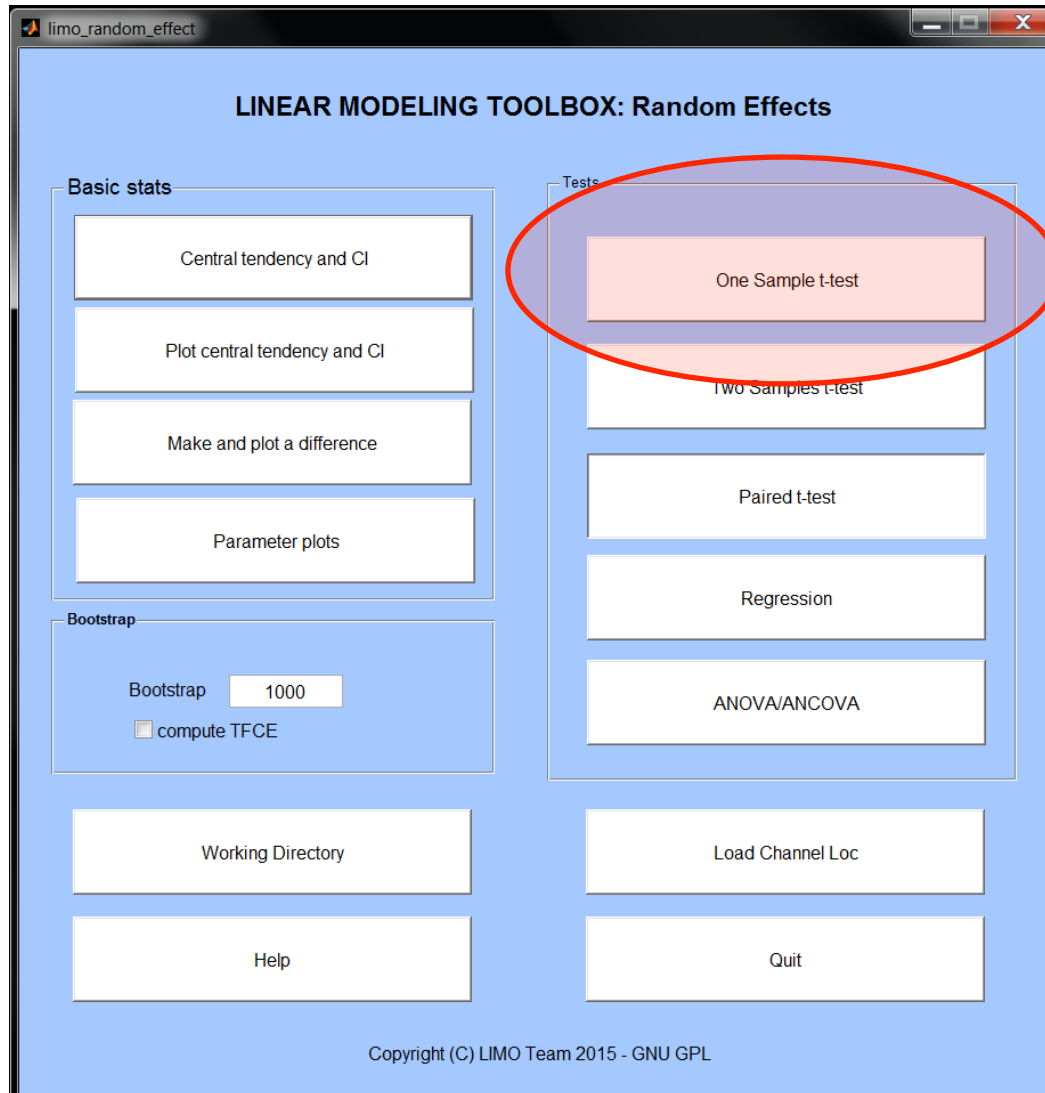 limo_random_effect
LINEAR MODELING TOOLBOX: Random Effects
Basic stats
Central tendency and CI
Plot central tendency and CI
Make and plot a difference
Parameter plots
Bootstrap
Bootstrap 1000
compute TFCE
Tests
One Sample t-test
Two Samples t-test
Paired t-test
Regression
ANOVA/ANCOVA
Working Directory
Load Channel Loc
Help
Quit
Copyright (C) LIMO Team 2015 - GNU GPL